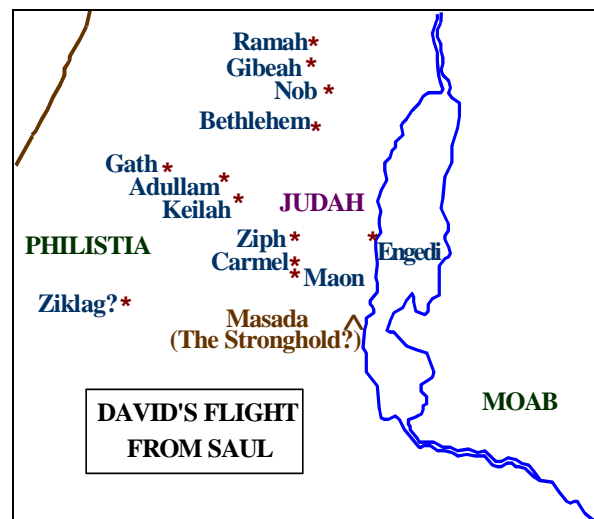 Ramah*
Gibeah*
Nob *
Bethlehem*
Gath *
Adullam*
Keilah*
JUDAH
PHILISTIA
Ziph *
* Engedi
Carmel*
* Maon
Ziklag?*
Masada
(The Stronghold?)
MOAB
DAVID'S FLIGHT
FROM SAUL